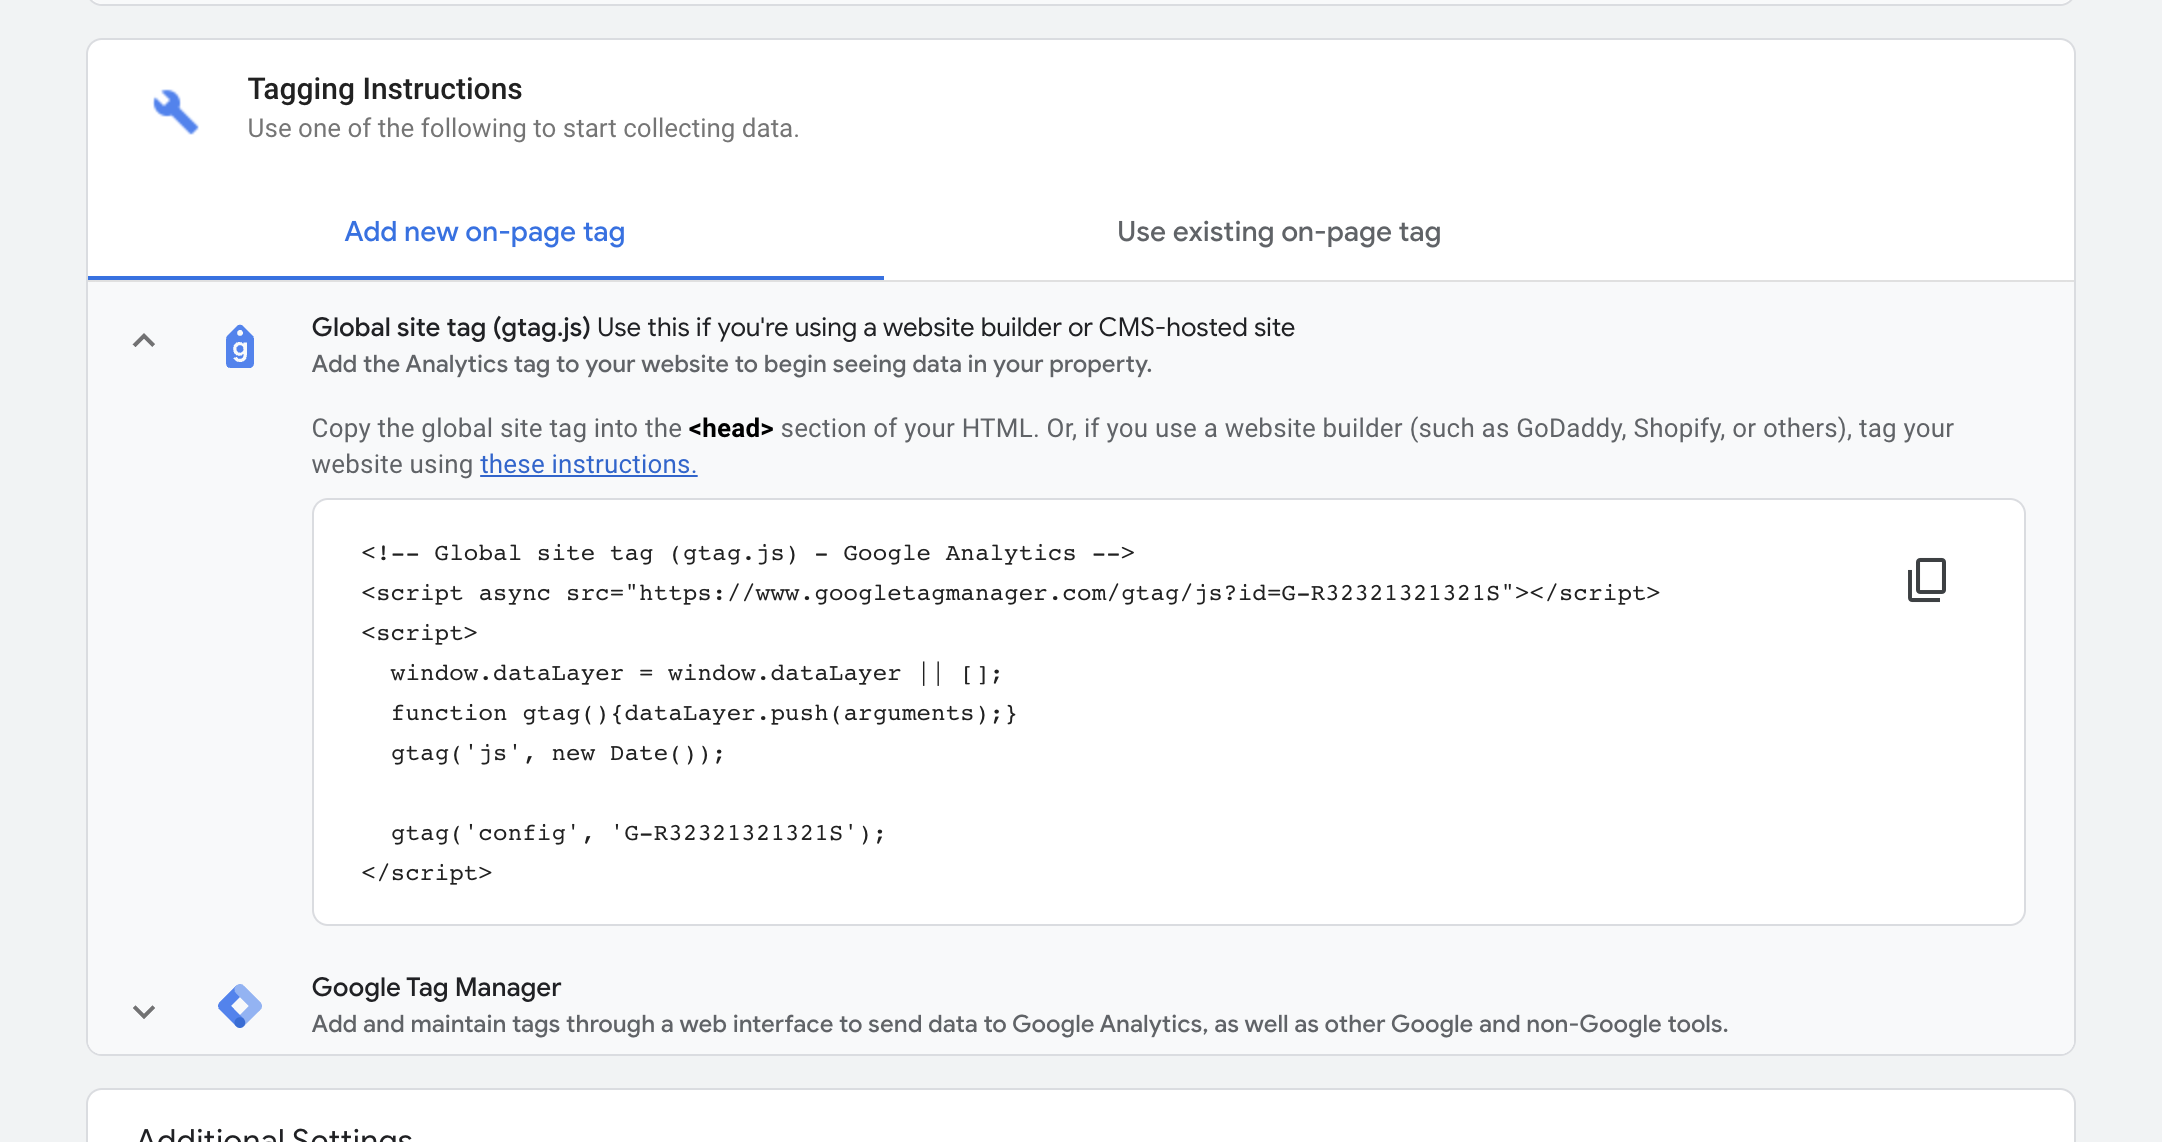 Tagging Instructions
Use one of the following to start collecting data.
Add new on-page tag
Use existing on-page tag
g
Global site tag (gtag.js) Use this if you're using a website builder or CMS-hosted site
Add the Analytics tag to your website to begin seeing data in your property.
Copy the global site tag into the <head> section of your HTML. Or, if you use a website builder (such as GoDaddy, Shopify, or others), tag your
website using these instructions.
<!-- Global site tag (gtag.js) - Google Analytics -->
<script async src="https://www.googletagmanager.com/gtag/js?id=G-R32321321321S"></script>
<script>
  window.dataLayer = window.dataLayer || [];
  function gtag(){dataLayer.push(arguments);}
  gtag('js', new Date());
  gtag('config', 'G-R32321321321S');
</script>
Google Tag Manager
Add and maintain tags through a web interface to send data to Google Analytics, as well as other Google and non-Google tools.
Additional Settings